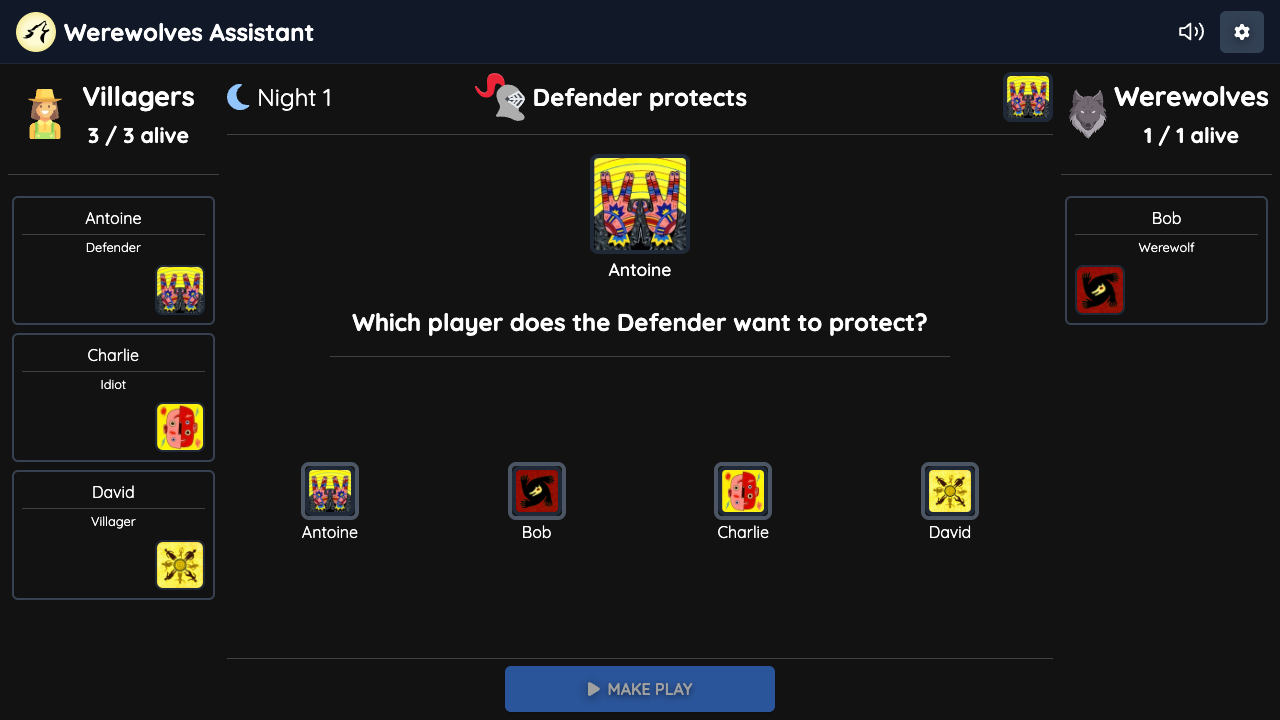 Werewolves Assistant
Villagers
3 / 3 alive
Night 1
Defender protects
Werewolves
1 / 1 alive
Antoine
Defender
Charlie
Idiot
David
Villager
Antoine
Which player does the Defender want to protect?
Antoine
Bob
Charlie
David
MAKE PLAY
Bob
Werewolf